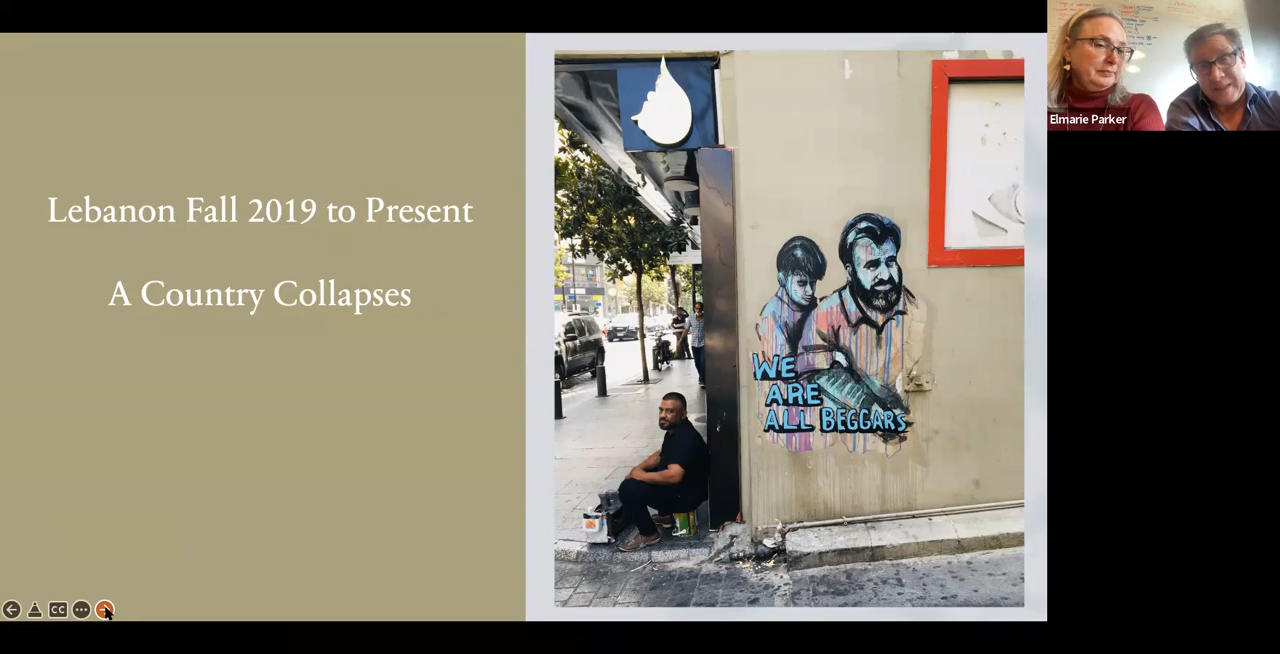 Lebanon Fall 2019 to Present
A Country Collapses
WE
ARE
ALL BEGGARS
Elmarie Parker
CC